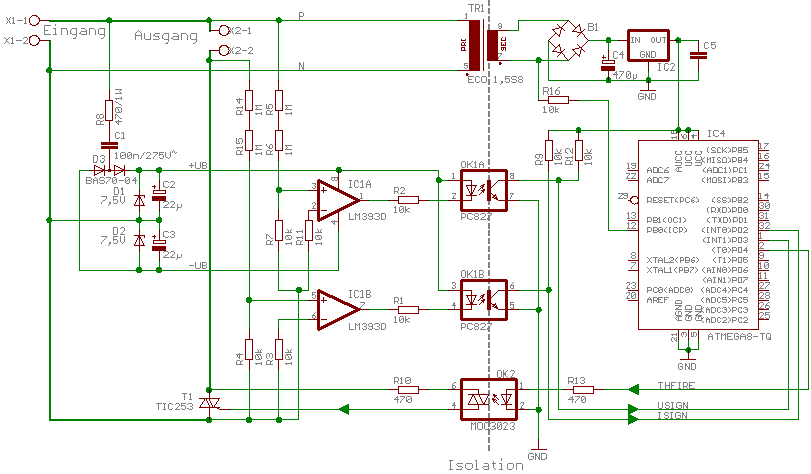 X1-1
X1-2
Eingang
Ausgang
X2-1
X2-2
P
N
TR1
1
5
PRI
SEC
9
7
ECO 1,5S8
B1
IN
OUT
GND
IC2
C4
470µ
C5
GND
R16
10k
R8
470/1W
C1
100n/275V~
D3
BAS70-04
D1
7,5V
D2
7,5V
C2
22µ
C3
22µ
+UB
-UB
R14
1M
R5
1M
R15
1M
R6
1M
IC1A
LM393D
3
2
1
8
4
R2
10k
R7
10k
R11
10k
OK1A
PC827
1
2
8
7
R9
10k
R12
10k
IC1B
LM393D
5
6
7
R1
10k
OK1B
PC827
3
4
6
5
R4
10k
R3
10k
T1
TIC253
R10
470
OK2
MOC3023
6
4
1
2
R13
470
THFIRE
USIGN
ISIGN
GND
Isolation
IC4
18
6
4
AUCC
UCC
UCC
19
22
ADC6
ADC7
29
RESET(PC6)
13
12
PB1(OC1)
PB0(ICP)
8
7
XTAL2(PB6)
XTAL1(PB7)
23
20
PC0(ADC0)
AREF
(SCK)PB5
17
(MISO)PB4
16
(ADC1)PC1
24
(MOSI)PB3
15
(SS)PB2
14
(RXD)PD0
30
(TXD)PD1
31
(INT0)PD2
32
(INT1)PD3
1
(T0)PD4
2
(T1)PD5
9
(AIN0)PD6
10
(AIN1)PD7
11
(ADC4)PC4
27
(ADC5)PC5
28
(ADC3)PC3
26
(ADC2)PC2
25
AGND
GND
GND
21
3
5
ATMEGA8-TQ
GND